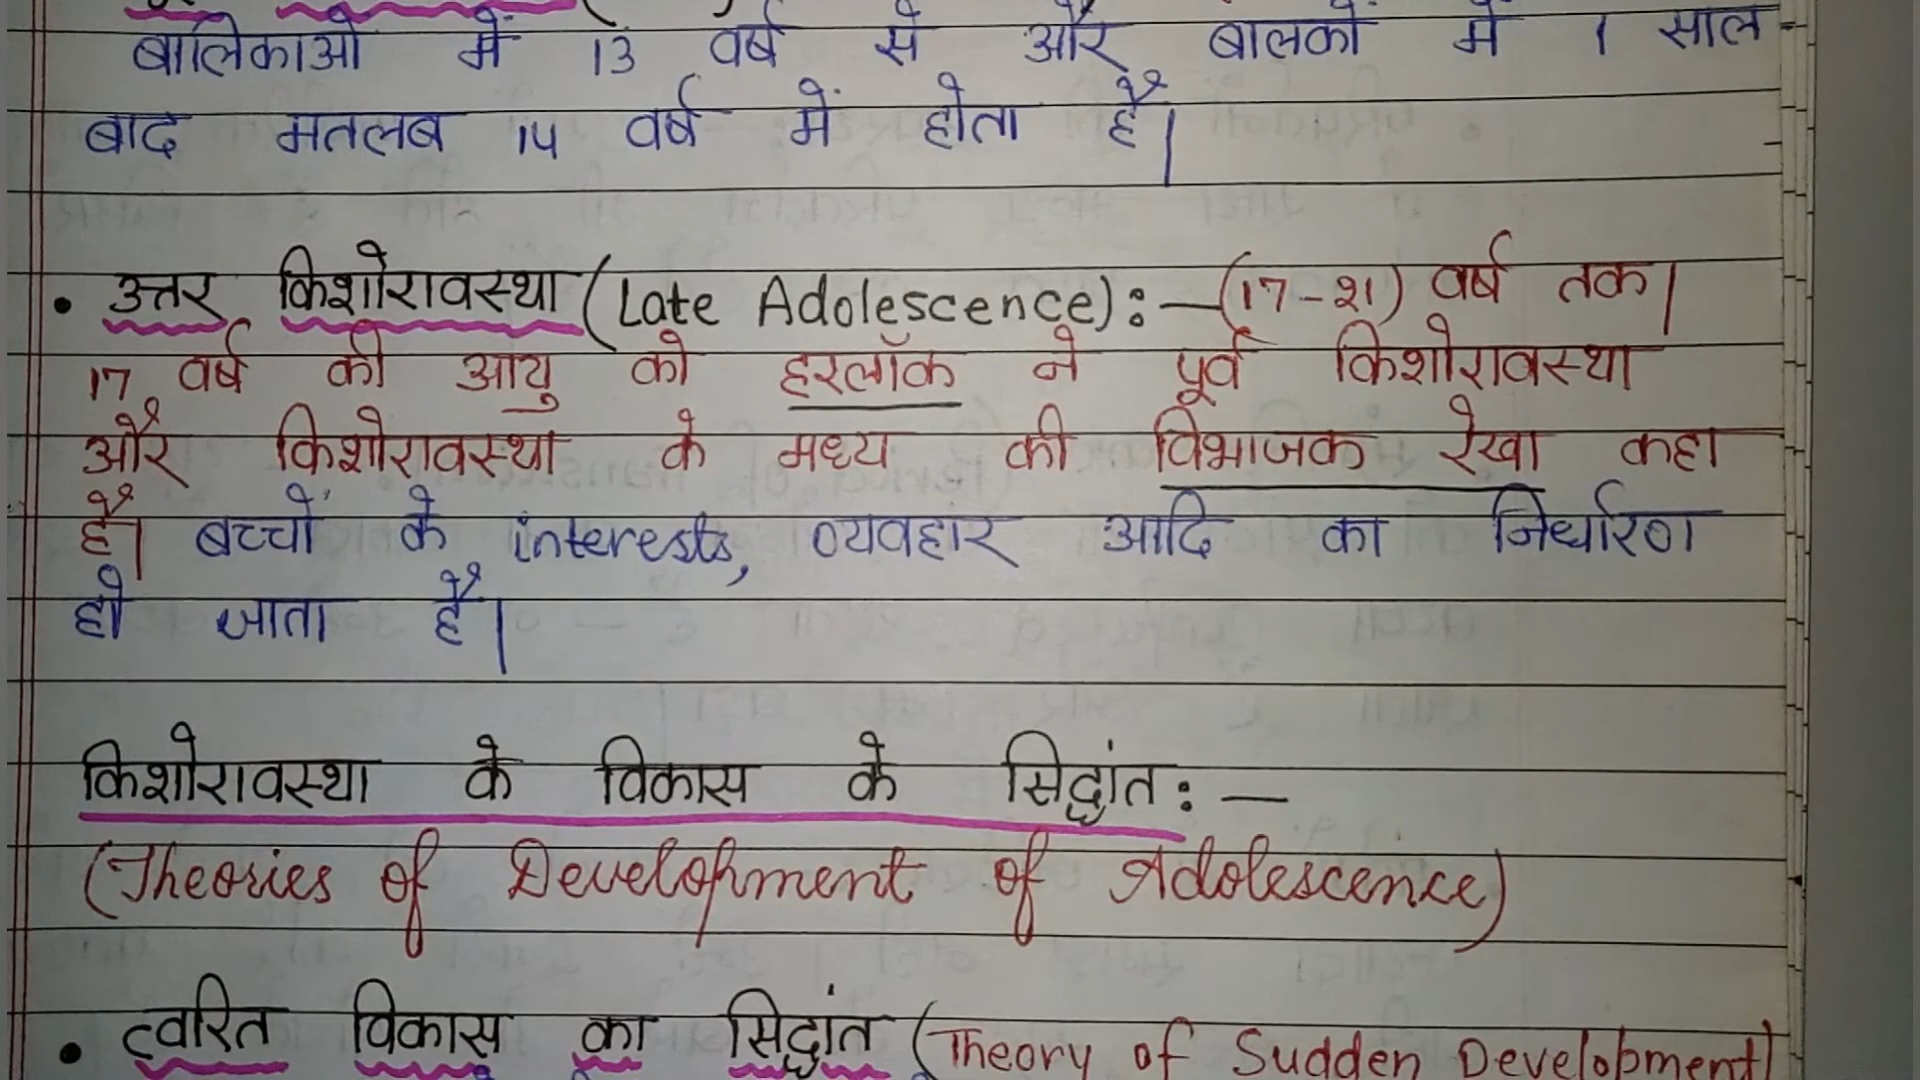 बालिकाओं में 13 वर्ष से और बालकों में 1 साल
बाद मतलब 14 वर्ष में होता है।
• उत्तर किशोरावस्था (Late Adolescence) :— (17-21) वर्ष तक।
17 वर्ष की आयु को हरलॉक ने पूर्व किशोरावस्था
और किशोरावस्था के मध्य की विभाजक रेखा कहा
है। बच्चों के interests, व्यवहार आदि का निर्धारण
हो जाता है।
किशोरावस्था के विकास के सिद्धांत :—
(Theories of Development of Adolescence)
• त्वरित विकास का सिद्धांत (Theory of Sudden Development)